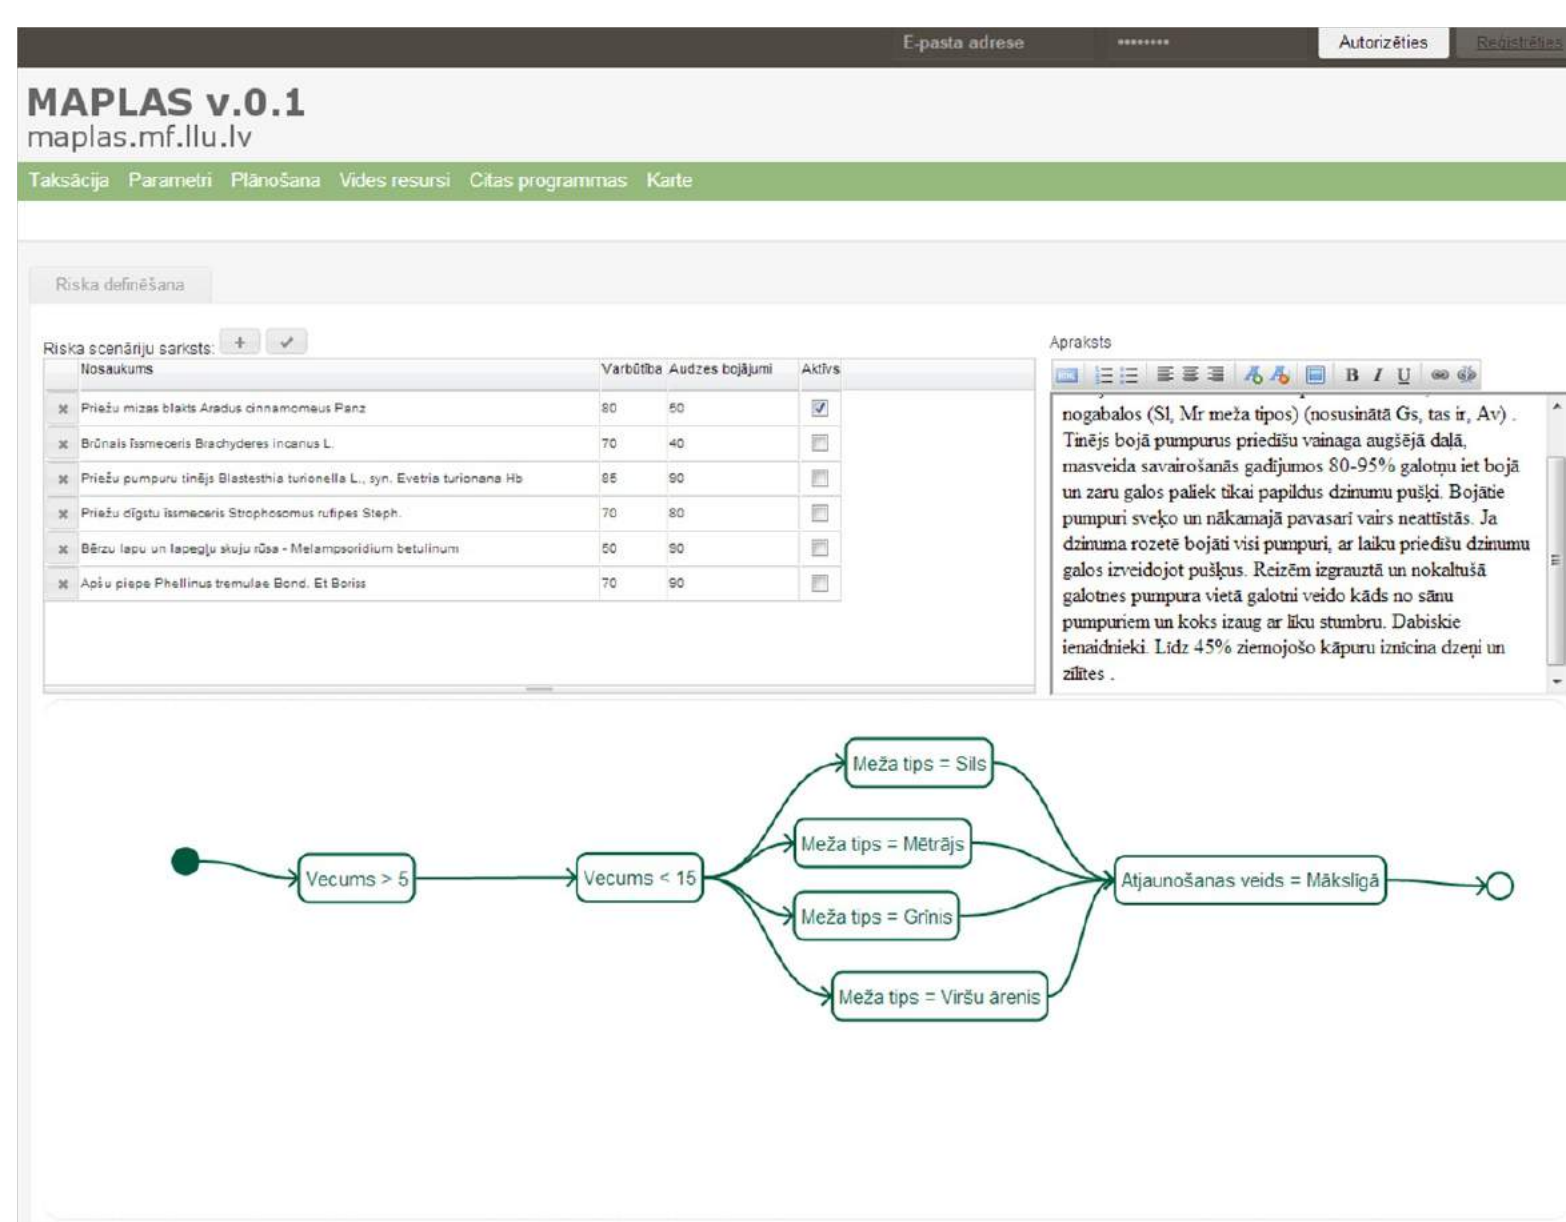 E-pasta adrese ******** Autorizēties Reģistrēties
MAPLAS v.0.1
maplas.mf.llu.lv
Taksācija Parametri Plānošana Vides resursi Citas programmas Karte
Riska definēšana
Riska scenāriju sarksts: +
Nosaukums Varbūtība Audzes bojājumi Aktīvs
Priežu mizas blakts Aradus cinnamomeus Panz 80 50
Brūnais īssmeceris Brachyderes incanus L. 70 40
Priežu pumpuru tinējs Blastesthia turionella L., syn. Evetria turionana Hb 85 90
Priežu dīgstu īssmeceris Strophosomus rufipes Steph. 70 80
Bērzu lapu un lapegļu skuju rūsa - Melampsoridium betulinum 50 90
Apšu piepe Phellinus tremulae Bond. Et Boriss 70 90
Apraksts
HTML B I U
nogabalos (Sl, Mr meža tipos) (nosusinātā Gs, tas ir, Av) .
Tinējs bojā pumpurus priedīšu vainaga augšējā daļā,
masveida savairošanās gadījumos 80-95% galotņu iet bojā
un zaru galos paliek tikai papildus dzinumu pušķi. Bojātie
pumpuri sveķo un nākamajā pavasarī vairs neattīstās. Ja
dzinuma rozetē bojāti visi pumpuri, ar laiku priedīšu dzinumu
galos izveidojot pušķus. Reizēm izgrauztā un nokaltušā
galotnes pumpura vietā galotni veido kāds no sānu
pumpuriem un koks izaug ar līku stumbru. Dabiskie
ienaidnieki. Līdz 45% ziemojošo kāpuru iznīcina dzeņi un
zīlītes .
Meža tips = Sils
Meža tips = Mētrājs
Vecums > 5 Vecums < 15 Atjaunošanas veids = Mākslīgā
Meža tips = Grīnis
Meža tips = Viršu ārenis